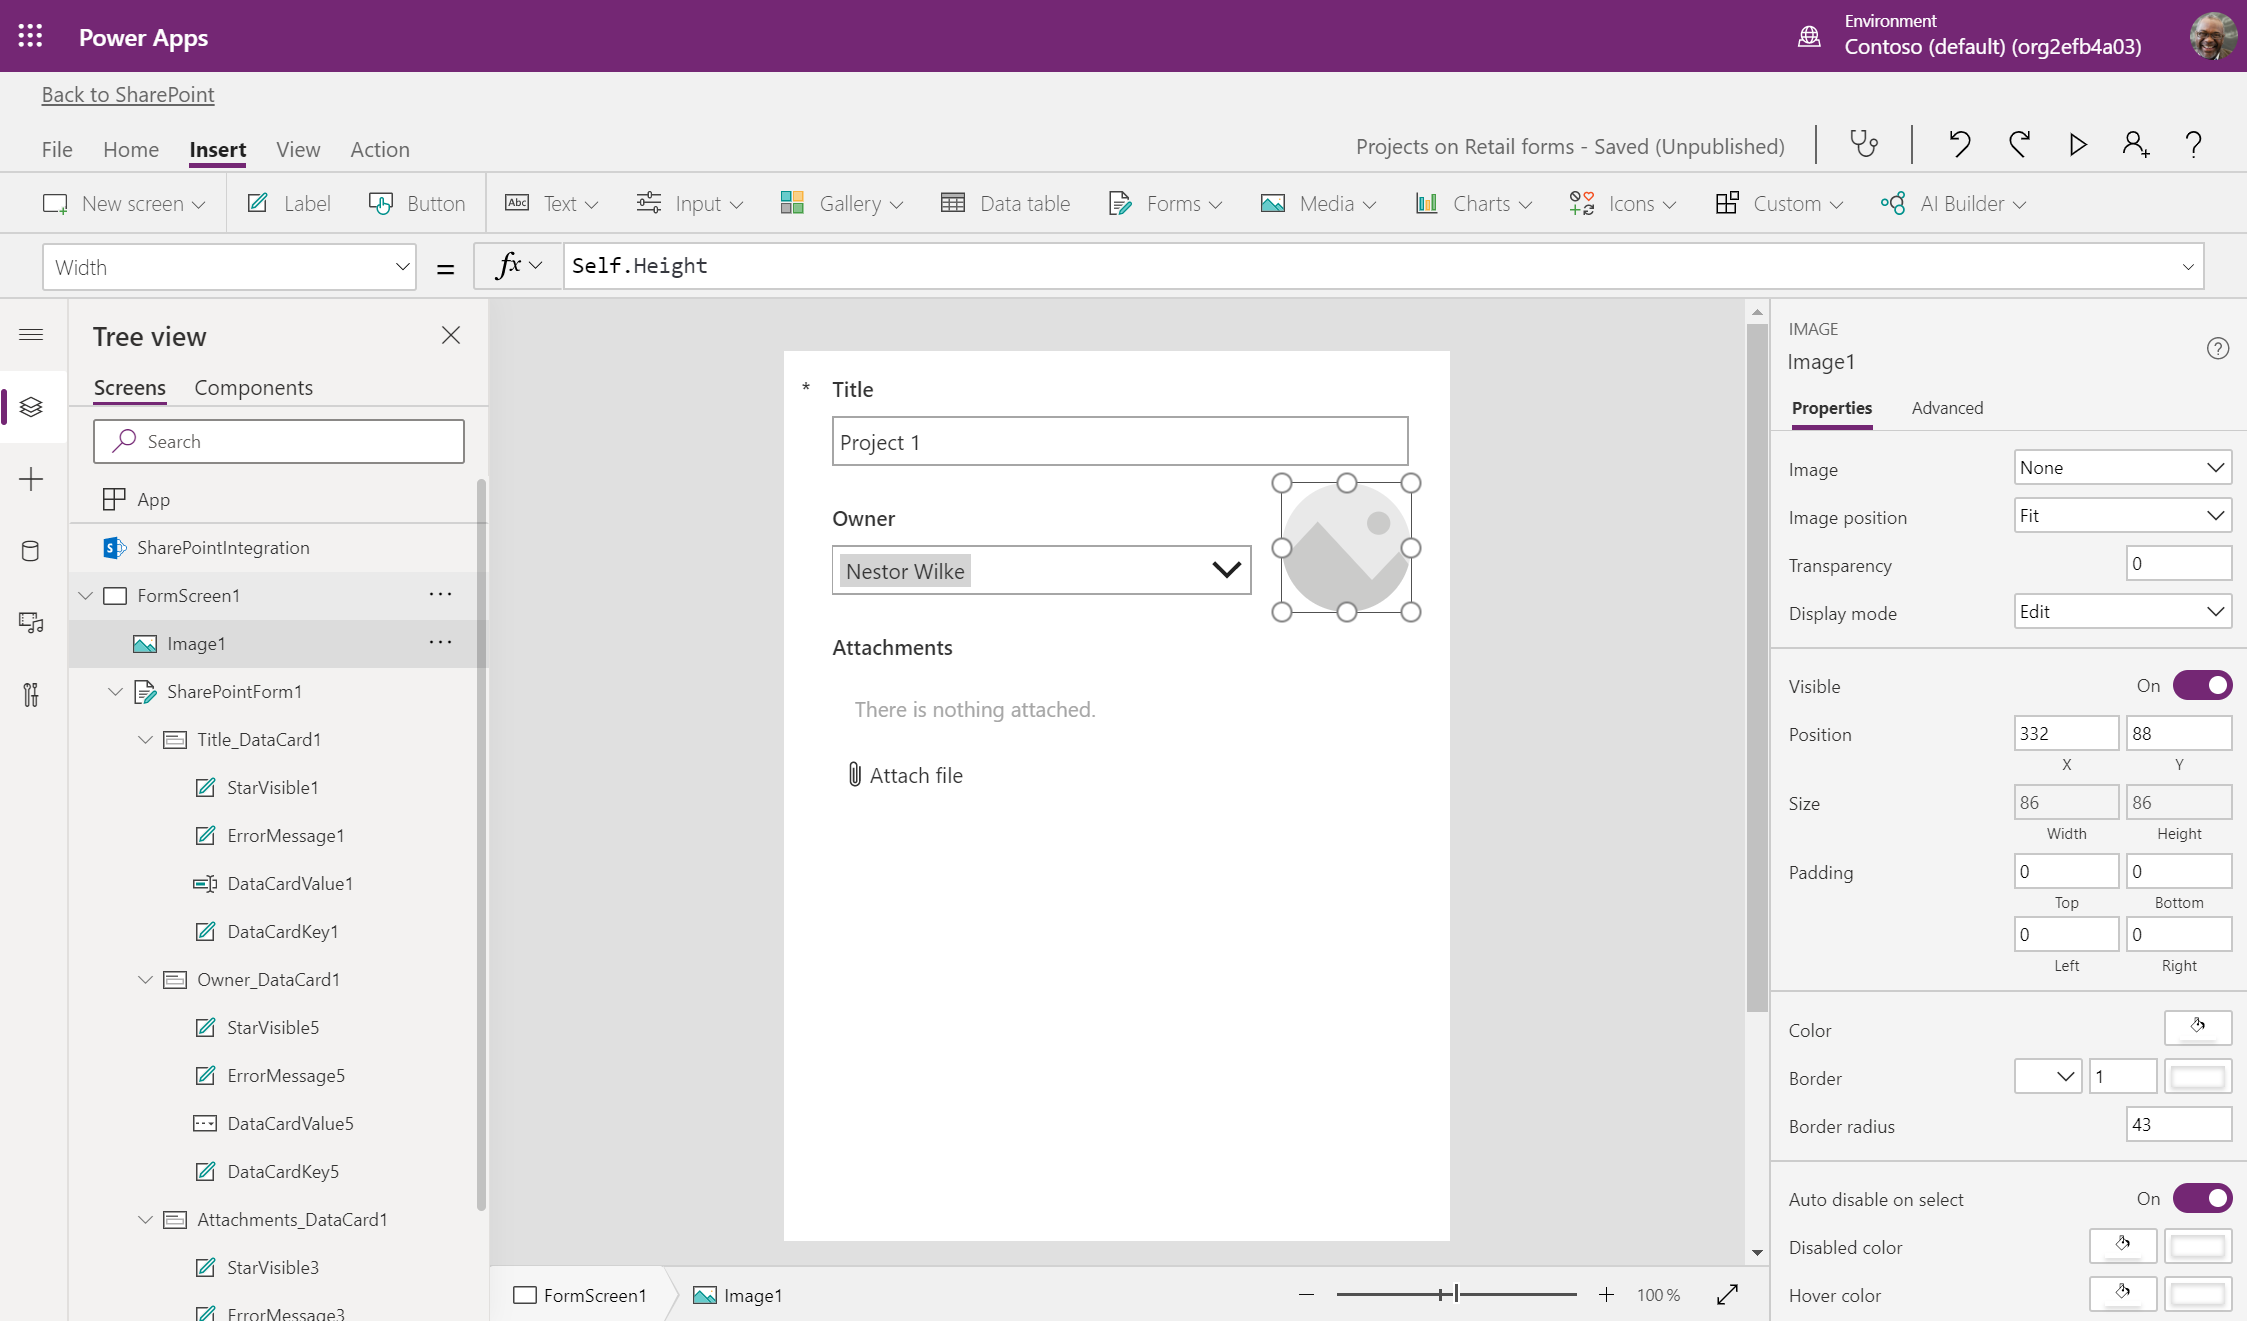 Power Apps
Environment
Contoso (default) (org2efb4a03)
Back to SharePoint
File Home Insert View Action
Projects on Retail forms - Saved (Unpublished)
New screen Label Button Abc Text Input Gallery Data table Forms Media Charts Icons Custom AI Builder
Width = fx Self.Height
Tree view
Screens Components
Search
App
SharePointIntegration
FormScreen1
Image1
SharePointForm1
Title_DataCard1
StarVisible1
ErrorMessage1
DataCardValue1
DataCardKey1
Owner_DataCard1
StarVisible5
ErrorMessage5
DataCardValue5
DataCardKey5
Attachments_DataCard1
StarVisible3
ErrorMessage3
* Title
Project 1
Owner
Nestor Wilke
Attachments
There is nothing attached.
Attach file
FormScreen1 Image1
100 %
IMAGE
Image1
Properties Advanced
Image None
Image position Fit
Transparency 0
Display mode Edit
Visible On
Position 332 88
X Y
Size 86 86
Width Height
Padding 0 0
Top Bottom
0 0
Left Right
Color
Border 1
Border radius 43
Auto disable on select On
Disabled color
Hover color